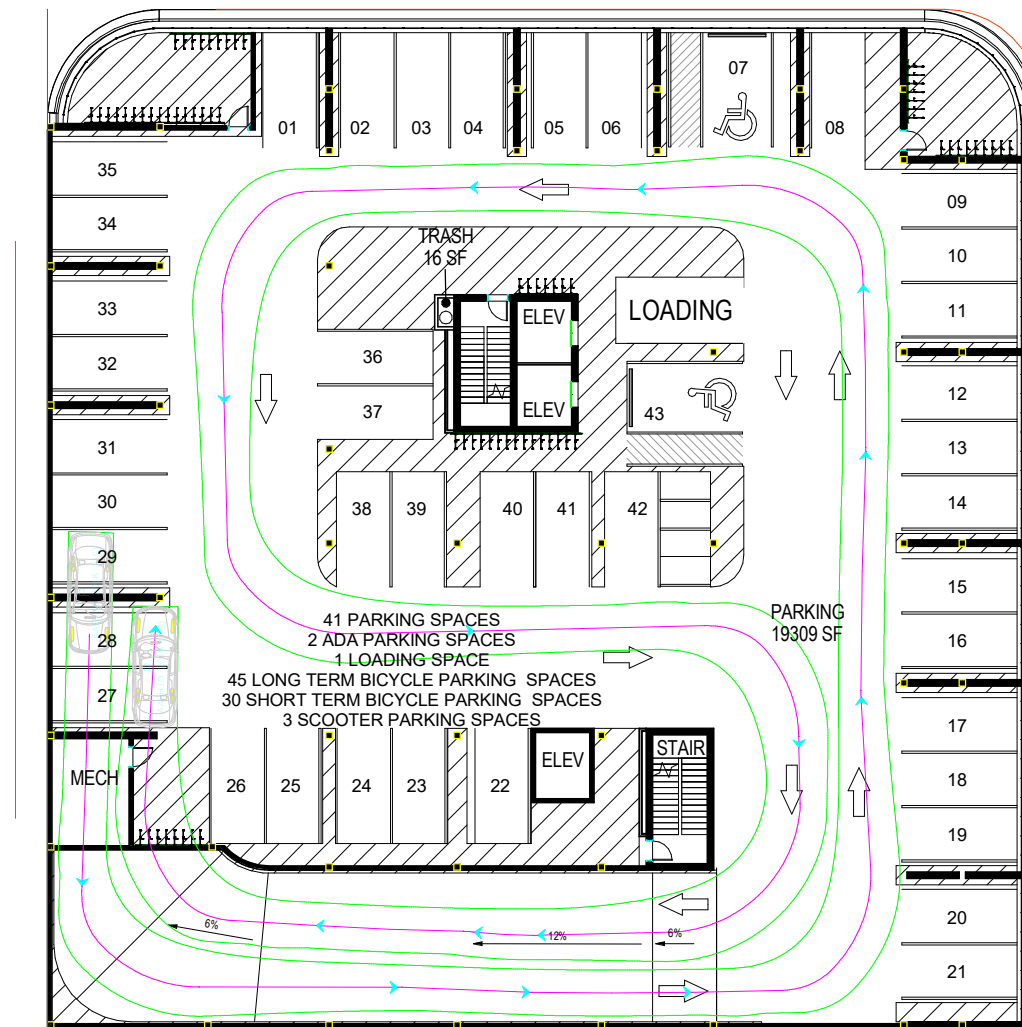 07
01
02
03
04
05
06
08
35
34
09
10
TRASH
16 SF
33
32
ELEV
LOADING
11
36
37
ELEV
43
12
13
14
31
30
38
39
40
41
42
29
28
27
41 PARKING SPACES
2 ADA PARKING SPACES
1 LOADING SPACE
45 LONG TERM BICYCLE PARKING SPACES
30 SHORT TERM BICYCLE PARKING SPACES
3 SCOOTER PARKING SPACES
PARKING
19309 SF
15
16
17
18
19
MECH
26
25
24
23
22
ELEV
STAIR
6%
12%
6%
20
21